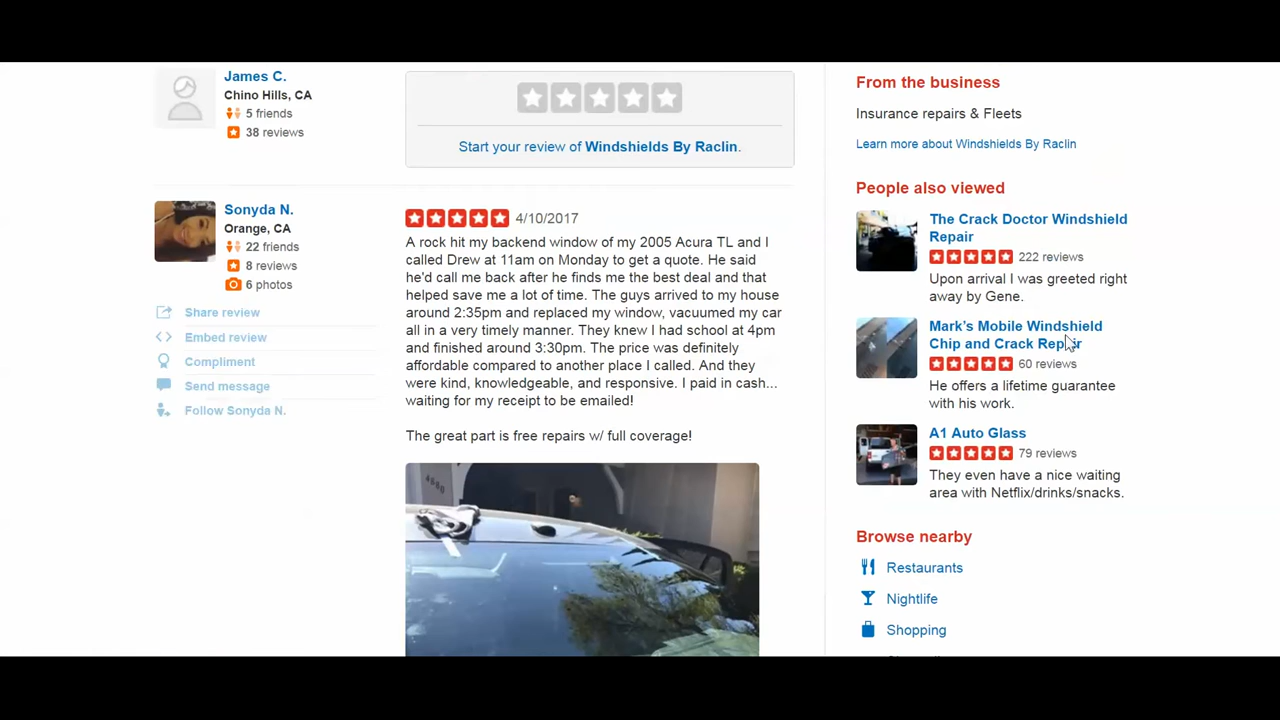 James C.
Chino Hills, CA
5 friends
38 reviews
Start your review of Windshields By Raclin.
Sonyda N.
Orange, CA
22 friends
8 reviews
6 photos
Share review
Embed review
Compliment
Send message
Follow Sonyda N.
4/10/2017
A rock hit my backend window of my 2005 Acura TL and I
called Drew at 11am on Monday to get a quote. He said
he'd call me back after he finds me the best deal and that
helped save me a lot of time. The guys arrived to my house
around 2:35pm and replaced my window, vacuumed my car
all in a very timely manner. They knew I had school at 4pm
and finished around 3:30pm. The price was definitely
affordable compared to another place I called. And they
were kind, knowledgeable, and responsive. I paid in cash...
waiting for my receipt to be emailed!
The great part is free repairs w/ full coverage!
From the business
Insurance repairs & Fleets
Learn more about Windshields By Raclin
People also viewed
The Crack Doctor Windshield
Repair
222 reviews
Upon arrival I was greeted right
away by Gene.
Mark's Mobile Windshield
Chip and Crack Repair
60 reviews
He offers a lifetime guarantee
with his work.
A1 Auto Glass
79 reviews
They even have a nice waiting
area with Netflix/drinks/snacks.
Browse nearby
Restaurants
Nightlife
Shopping